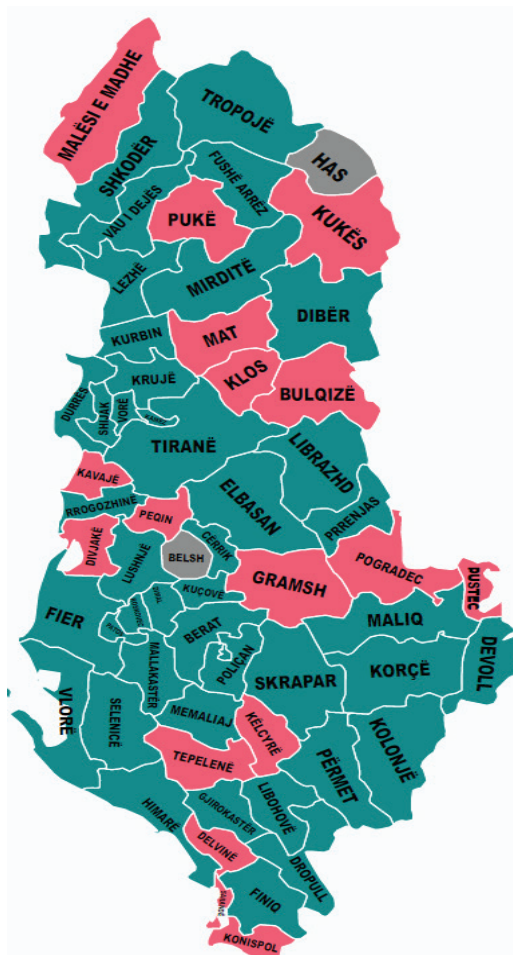 MALËSI E MADHE
TROPOJË
SHKODËR
HAS
FUSHË ARRËZ
VAU I DEJËS
PUKË
KUKËS
LEZHË
MIRDITË
DIBËR
KURBIN
MAT
KLOS
KRUJË
BULQIZË
DURRËS
SHIJAK
VORË
TIRANË
LIBRAZHD
KAVAJË
ELBASAN
RROGOZHINË
PEQIN
PRRENJAS
DIVJAKË
LUSHNJË
BELSH
CËRRIK
GRAMSH
POGRADEC
PUSTEC
KUÇOVË
FIER
MALIQ
BERAT
POLIÇAN
DEVOLL
MALLAKASTËR
SKRAPAR
KORÇË
VLORË
SELENICË
MEMALIAJ
KËLCYRË
KOLONJË
PËRMET
TEPELENË
HIMARË
GJIROKASTËR
LIBOHOVË
DELVINË
DROPULL
FINIQ
KONISPOL